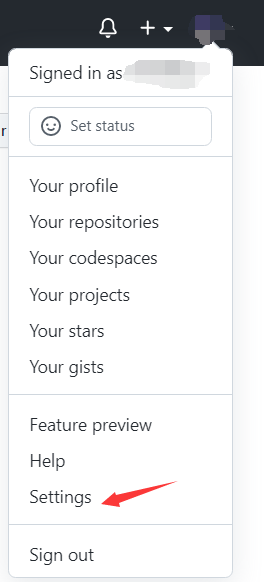 Signed in as
Set status
Your profile
Your repositories
Your codespaces
Your projects
Your stars
Your gists
Feature preview
Help
Settings
Sign out